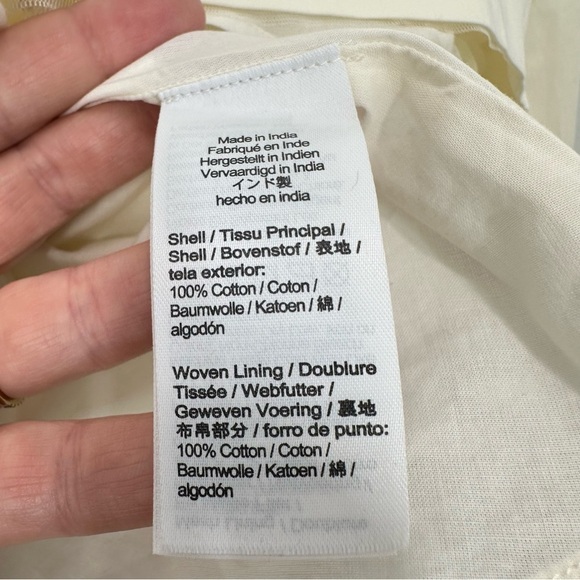 Made in India
Fabriqué en Inde
Hergestellt in Indien
Vervaardigd in India
インド製
hecho en india
Shell / Tissu Principal /
Shell / Bovenstof / 表地 /
tela exterior:
100% Cotton / Coton /
Baumwolle / Katoen / 綿 /
algodón
Woven Lining / Doublure
Tissée / Webfutter /
Geweven Voering / 裏地
布帛部分 / forro de punto:
100% Cotton / Coton /
Baumwolle / Katoen / 綿 /
algodón